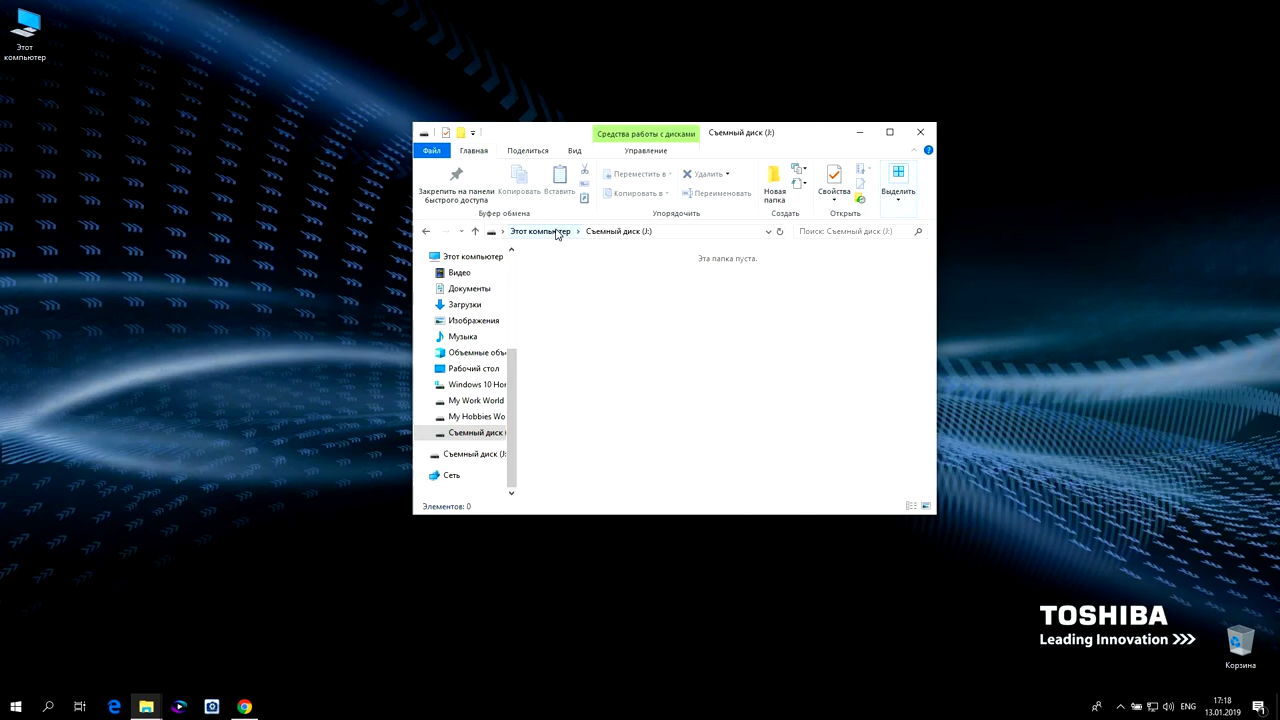 Этот
компьютер
Средства работы с дисками
Съемный диск (J:)
Файл
Главная
Поделиться
Вид
Управление
Закрепить на панели
быстрого доступа
Копировать
Вставить
Переместить в
Копировать в
Удалить
Переименовать
Новая
папка
Свойства
Выделить
Буфер обмена
Упорядочить
Создать
Открыть
Этот компьютер
Съемный диск (J:)
Поиск: Съемный диск (J:)
Этот компьютер
Видео
Документы
Загрузки
Изображения
Музыка
Объемные объ
Рабочий стол
Windows 10 Hor
My Work World
My Hobbies Wo
Съемный диск (
Съемный диск (J:
Сеть
Эта папка пуста.
Элементов: 0
TOSHIBA
Leading Innovation >>>
Корзина
ENG
17:18
13.01.2019
1